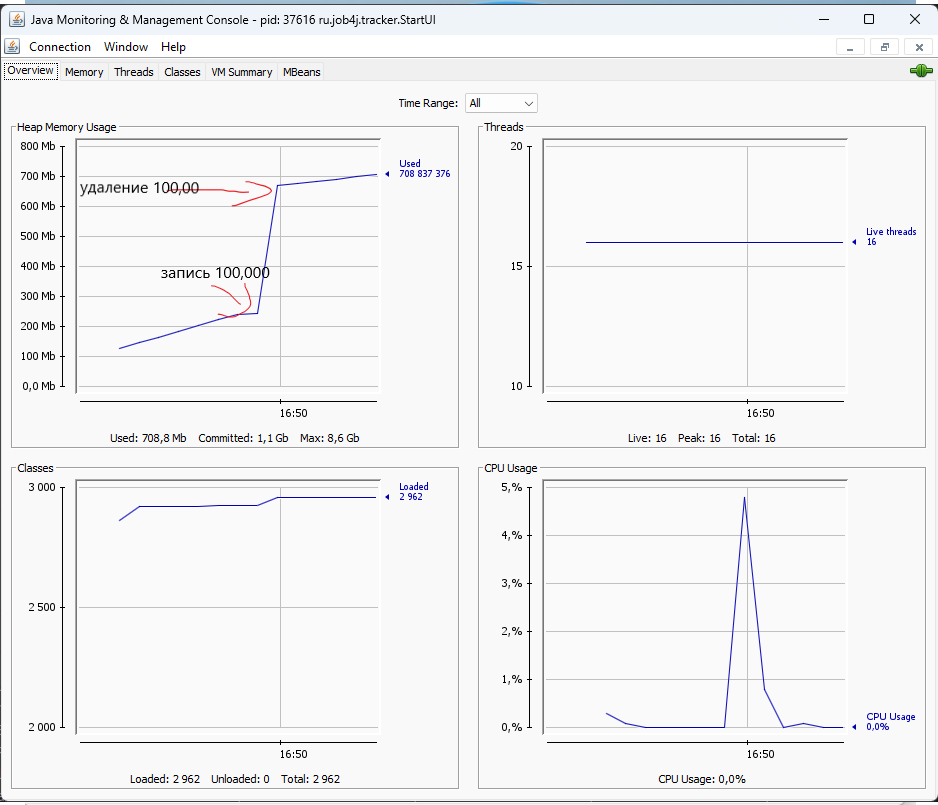 Java Monitoring & Management Console - pid: 37616 ru.job4j.tracker.StartUI
Connection Window Help
Overview Memory Threads Classes VM Summary MBeans
Time Range: All
Heap Memory Usage
800 Mb
700 Mb
600 Mb
500 Mb
400 Mb
300 Mb
200 Mb
100 Mb
0,0 Mb
удаление 100,00
запись 100,000
Used
708 837 376
16:50
Used: 708,8 Mb Committed: 1,1 Gb Max: 8,6 Gb
Threads
20
15
10
Live threads
16
16:50
Live: 16 Peak: 16 Total: 16
Classes
3 000
2 500
2 000
Loaded
2 962
16:50
Loaded: 2 962 Unloaded: 0 Total: 2 962
CPU Usage
5,%
4,%
3,%
2,%
1,%
0,%
CPU Usage
0,0%
16:50
CPU Usage: 0,0%